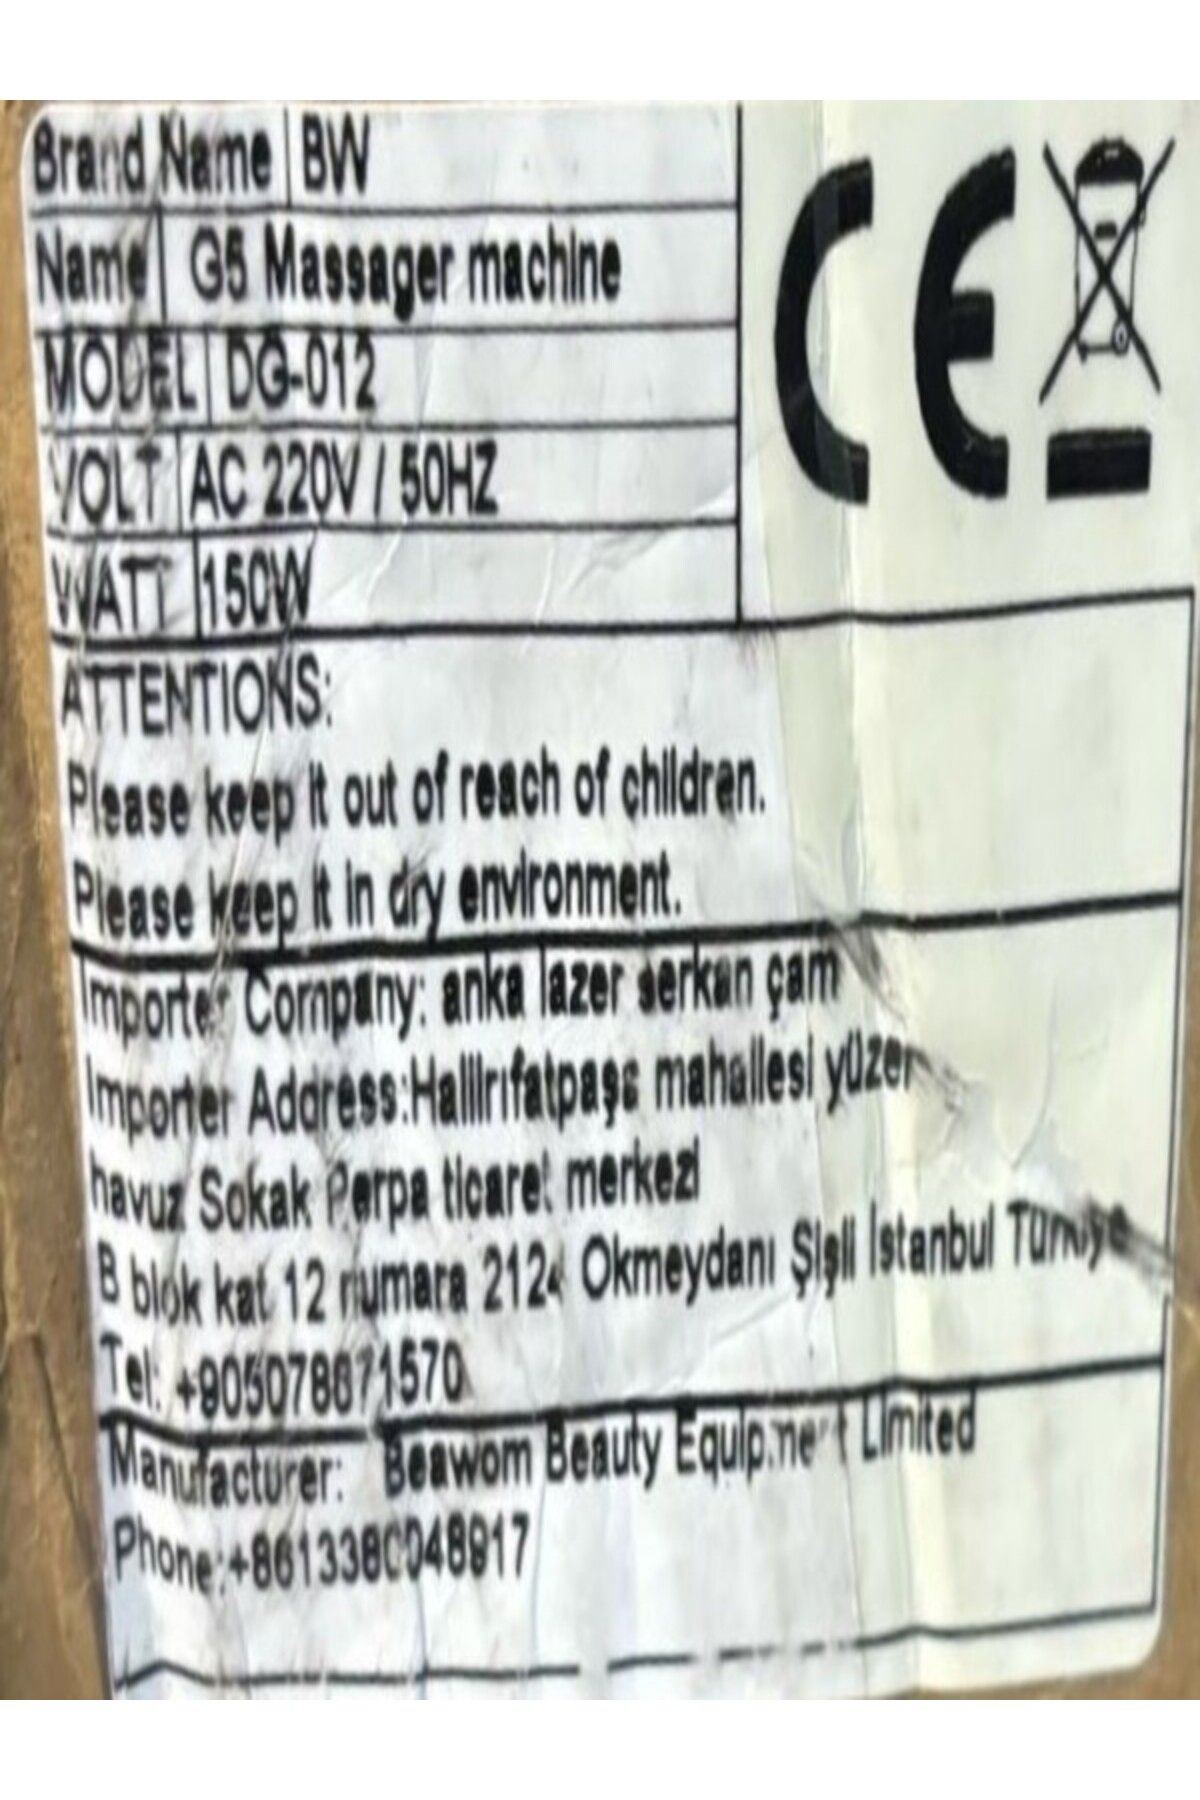 Brand Name BW
Name G5 Massager machine
MODEL DG-012
VOLT AC 220V / 50HZ
WATT 150W
CE
ATTENTIONS:
Please keep it out of reach of children.
Please keep it in dry environment.
Importer Company: anka lazer serkan çam
Importer Address:Halilrıfatpaşa mahallesi yüzer
havuz Sokak Perpa ticaret merkezi
B blok kat 12 numara 2124 Okmeydanı Şişli İstanbul Türkiye
Tel: +905078671570
Manufacturer: Beawom Beauty Equipment Limited
Phone:+8613380048917